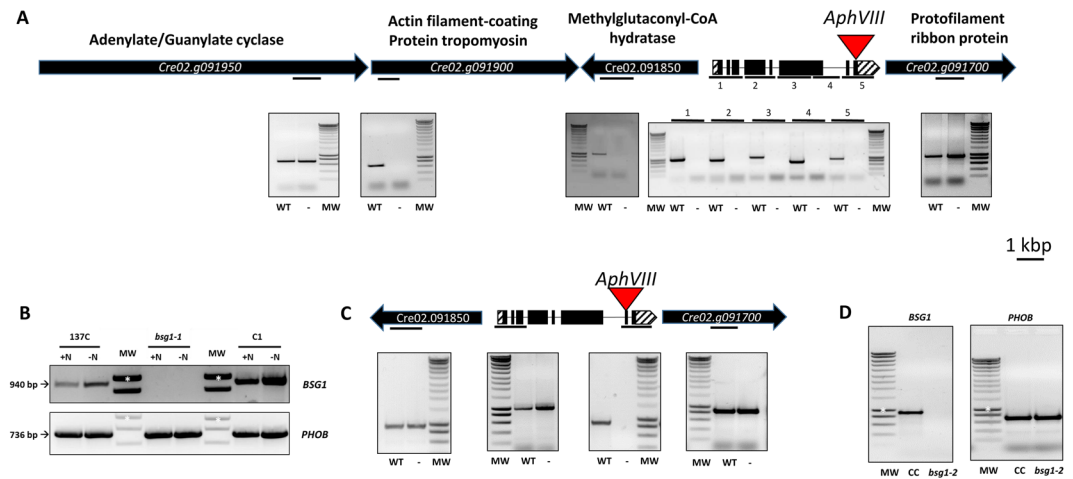 A
Adenylate/Guanylate cyclase
Actin filament-coating
Protein tropomyosin
Methylglutaconyl-CoA
hydratase
AphVIII
Protofilament
ribbon protein
Cre02.g091950
Cre02.g091900
Cre02.091850
Cre02.g091700
1 2 3 4 5
1 2 3 4 5
WT - MW
WT - MW
MW WT -
MW WT - WT - WT - WT - WT - MW
WT - MW
1 kbp
B
137C bsg1-1 C1
+N -N MW +N -N MW +N -N
940 bp BSG1
736 bp PHOB
C
AphVIII
Cre02.091850
Cre02.g091700
WT - MW
MW WT -
WT - MW
MW WT -
D
BSG1
PHOB
MW CC bsg1-2
MW CC bsg1-2